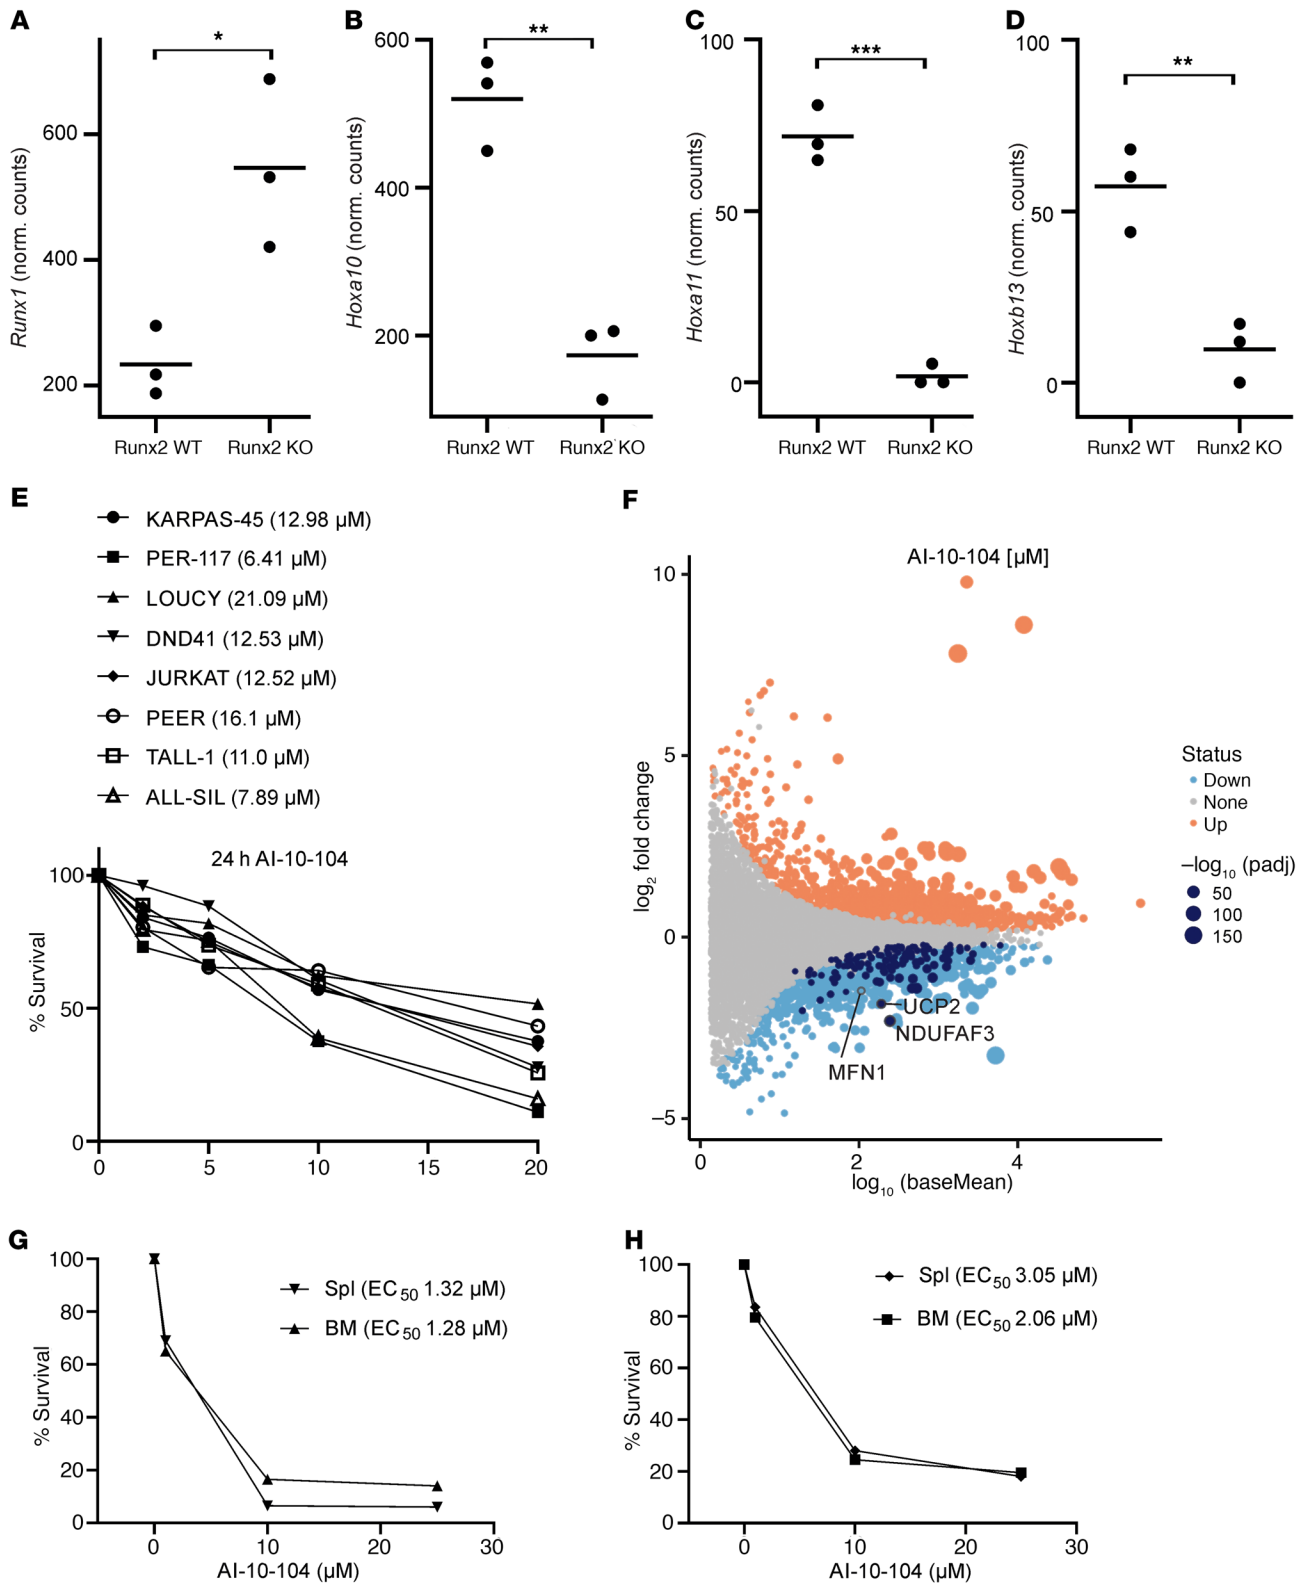 A
B
C
D
*
**
***
**
Runx1 (norm. counts)
600
400
200
Runx2 WT
Runx2 KO
Hoxa10 (norm. counts)
600
400
200
Runx2 WT
Runx2 KO
Hoxa11 (norm. counts)
100
50
0
Runx2 WT
Runx2 KO
Hoxb13 (norm. counts)
100
50
0
Runx2 WT
Runx2 KO
E
KARPAS-45 (12.98 µM)
PER-117 (6.41 µM)
LOUCY (21.09 µM)
DND41 (12.53 µM)
JURKAT (12.52 µM)
PEER (16.1 µM)
TALL-1 (11.0 µM)
ALL-SIL (7.89 µM)
24 h AI-10-104
% Survival
100
50
0
0
5
10
15
20
F
AI-10-104 [µM]
log2 fold change
10
5
0
−5
0
2
4
log10 (baseMean)
UCP2
NDUFAF3
MFN1
Status
Down
None
Up
−log10 (padj)
50
100
150
G
% Survival
100
80
60
40
20
0
Spl (EC50 1.32 µM)
BM (EC50 1.28 µM)
0
10
20
30
AI-10-104 (µM)
H
% Survival
100
80
60
40
20
0
Spl (EC50 3.05 µM)
BM (EC50 2.06 µM)
0
10
20
30
AI-10-104 (µM)